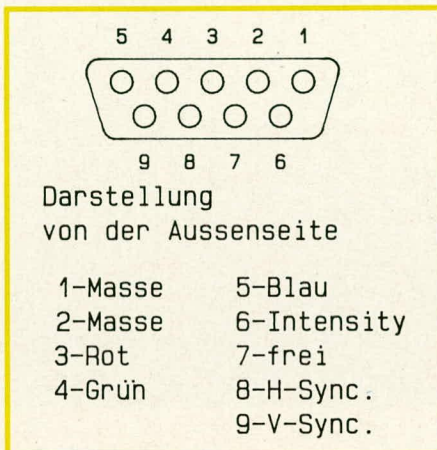 5 4 3 2 1
9 8 7 6
Darstellung
von der Aussenseite
1-Masse
2-Masse
3-Rot
4-Grün
5-Blau
6-Intensity
7-frei
8-H-Sync.
9-V-Sync.